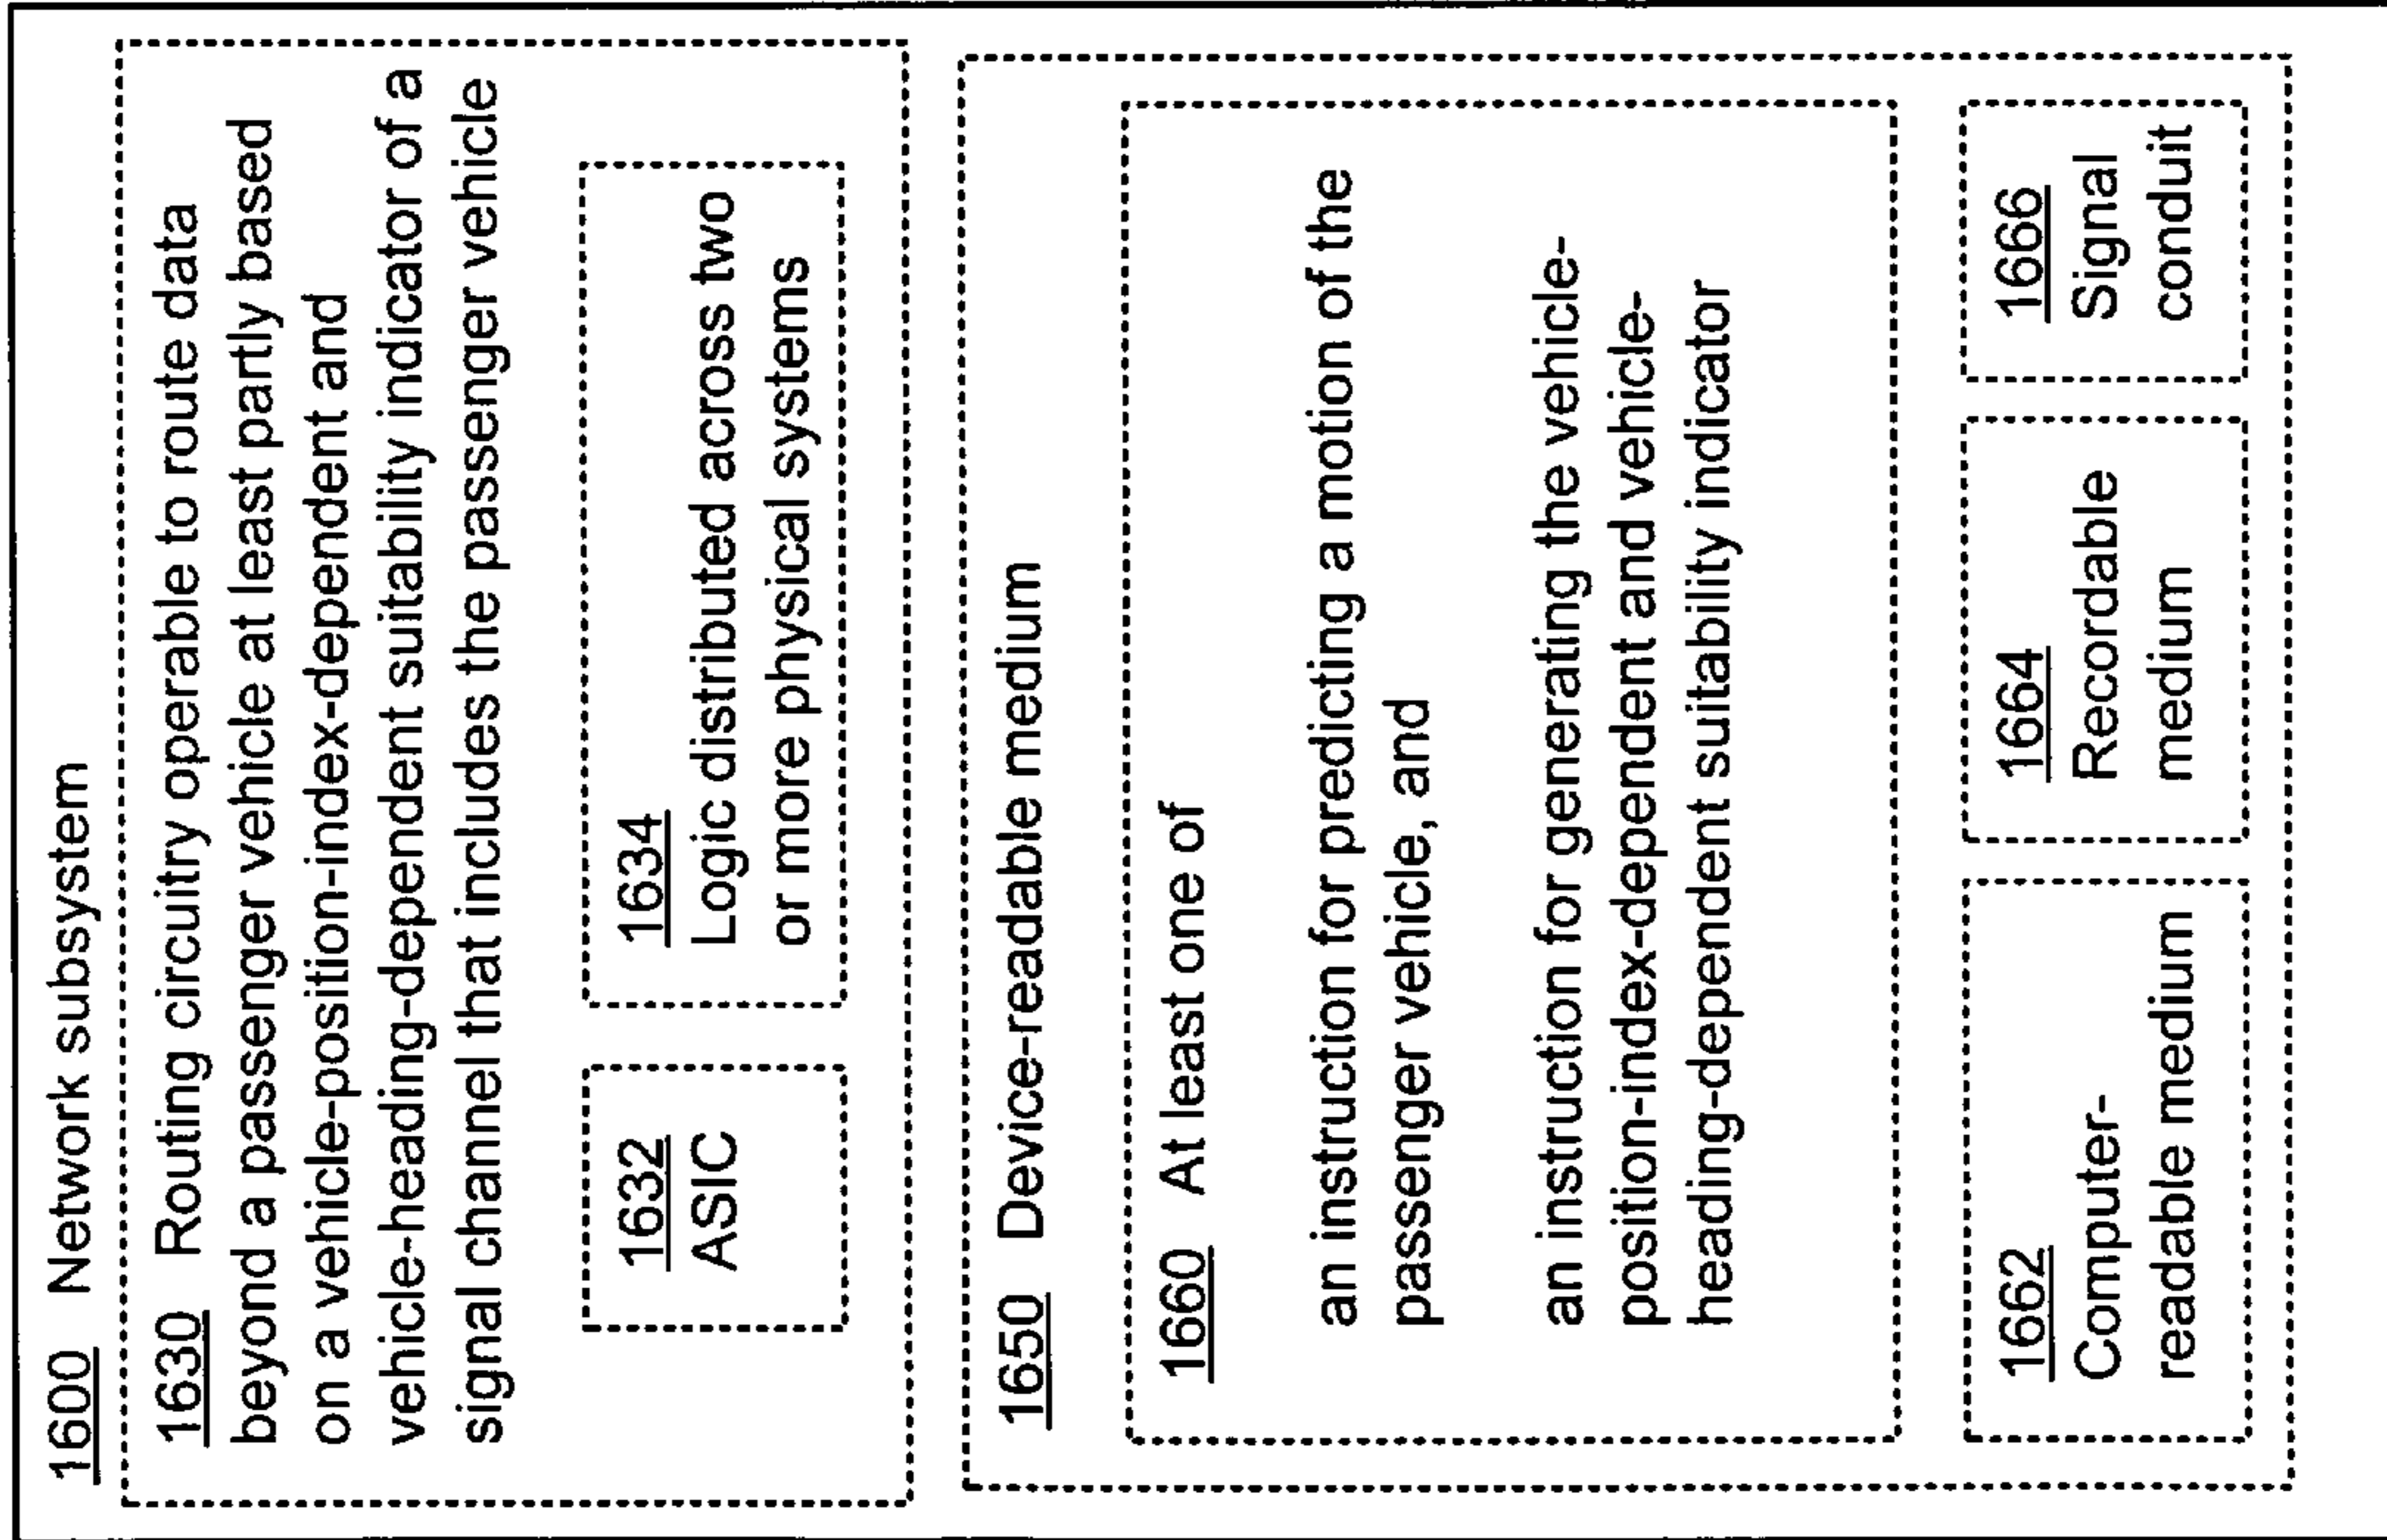 1600 Network subsystem
1630 Routing circuitry operable to route data
beyond a passenger vehicle at least partly based
on a vehicle-position-index-dependent and
vehicle-heading-dependent suitability indicator of a
signal channel that includes the passenger vehicle
1632
ASIC
1634
Logic distributed across two
or more physical systems
1650 Device-readable medium
1660 At least one of
an instruction for predicting a motion of the
passenger vehicle, and
an instruction for generating the vehicle-
position-index-dependent and vehicle-
heading-dependent suitability indicator
1662
Computer-
readable medium
1664
Recordable
medium
1666
Signal
conduit